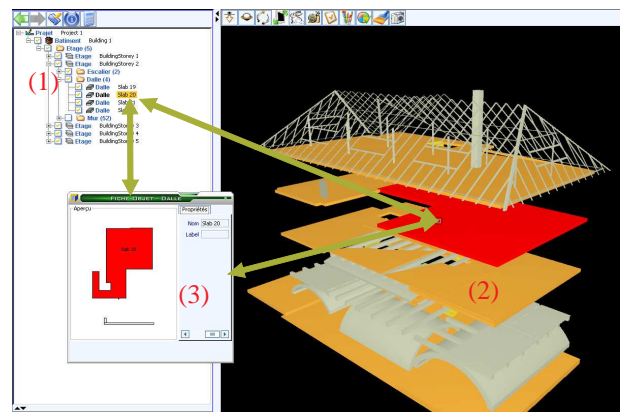 Projet Project 1
Batiment Building 1
Etage (5)
Etage BuildingStorey 1
Etage BuildingStorey 2
(1)
Escalier (2)
Dalle (4)
Dalle Slab 19
Dalle Slab 20
Dalle
Dalle
Mur (52)
Etage BuildingStorey 3
Etage BuildingStorey 4
Etage BuildingStorey 5
FICHE OBJET - DALLE
Aperçu
Propriétés
Nom Slab 20
Label
Slab 20
(2)
(3)